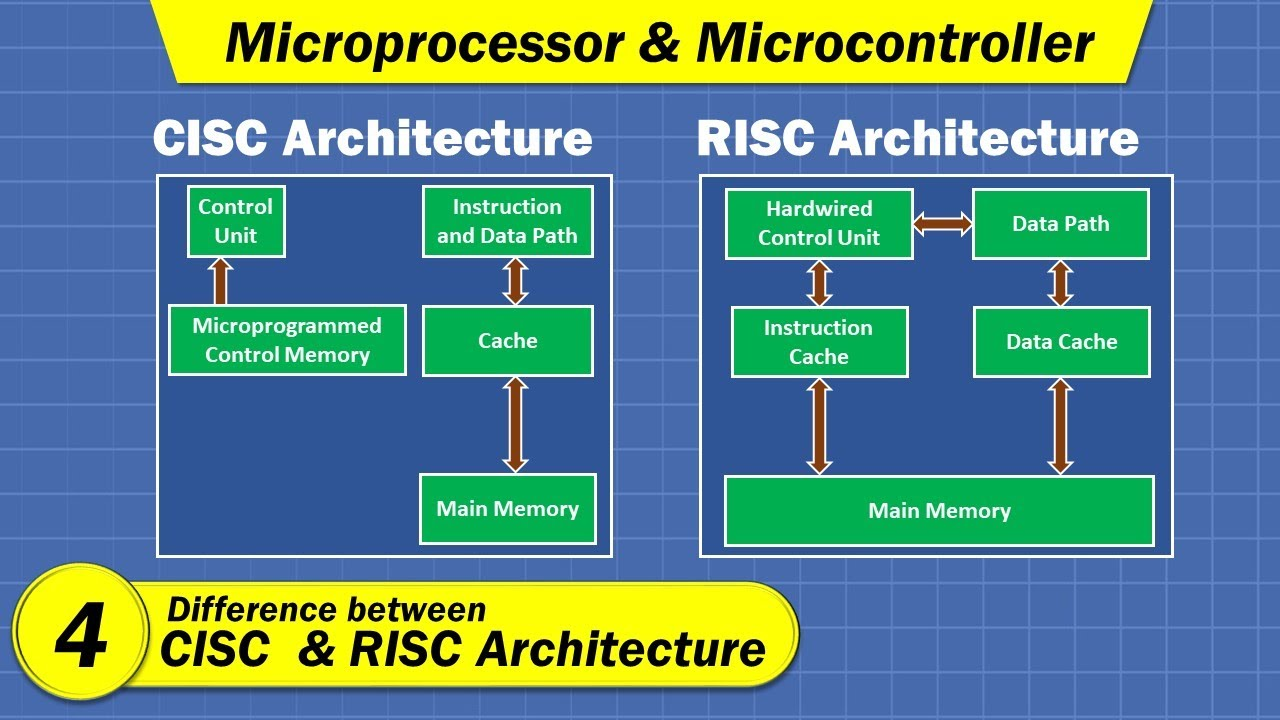 Microprocessor & Microcontroller
CISC Architecture
Control
Unit
Instruction
and Data Path
Microprogrammed
Control Memory
Cache
Main Memory
RISC Architecture
Hardwired
Control Unit
Data Path
Instruction
Cache
Data Cache
Main Memory
4
Difference between
CISC & RISC Architecture